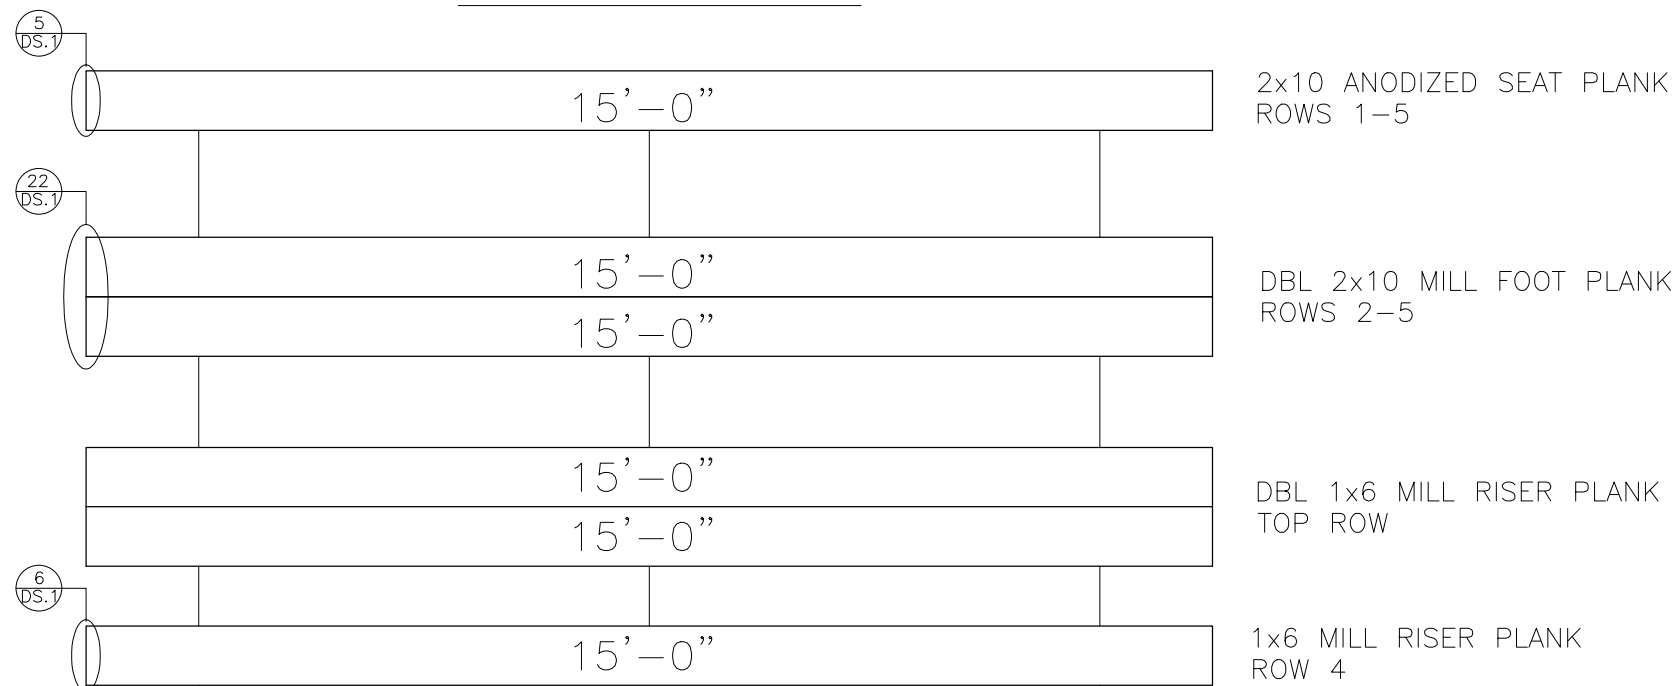 5
DS.1
15'-0"
2x10 ANODIZED SEAT PLANK
ROWS 1-5
22
DS.1
15'-0"
15'-0"
DBL 2x10 MILL FOOT PLANK
ROWS 2-5
15'-0"
15'-0"
DBL 1x6 MILL RISER PLANK
TOP ROW
6
DS.1
15'-0"
1x6 MILL RISER PLANK
ROW 4